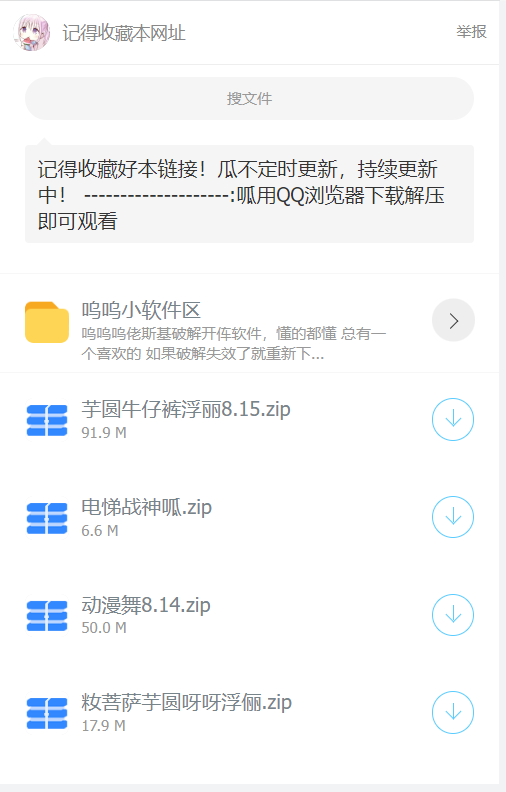 记得收藏本网址
举报
搜文件
记得收藏好本链接！瓜不定时更新，持续更新
中！ --------------------:呱用QQ浏览器下载解压
即可观看
呜呜小软件区
呜呜呜佬斯基破解开伡软件，懂的都懂 总有一
个喜欢的 如果破解失效了就重新下...
芋圆牛仔裤浮丽8.15.zip
91.9 M
电悌战神呱.zip
6.6 M
动漫舞8.14.zip
50.0 M
敉菩萨芋圆呀呀浮俪.zip
17.9 M